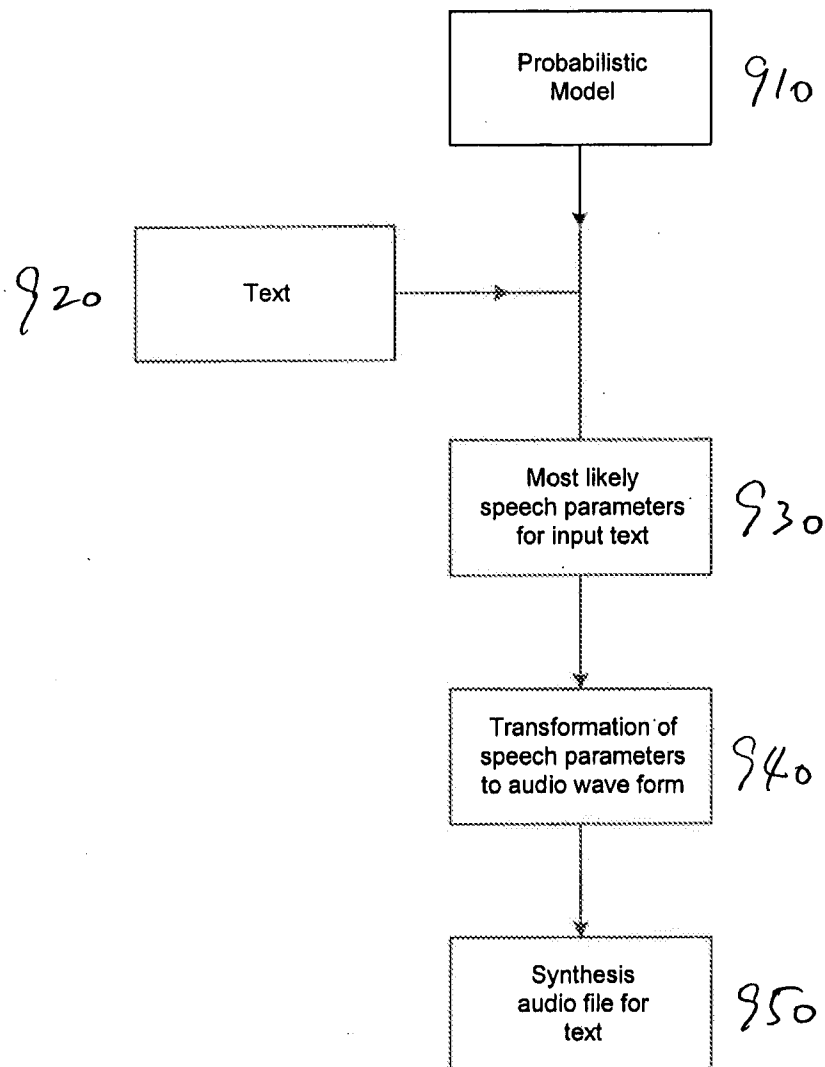 Probabilistic
Model
910
920
Text
Most likely
speech parameters
for input text
930
Transformation of
speech parameters
to audio wave form
940
Synthesis
audio file for
text
950